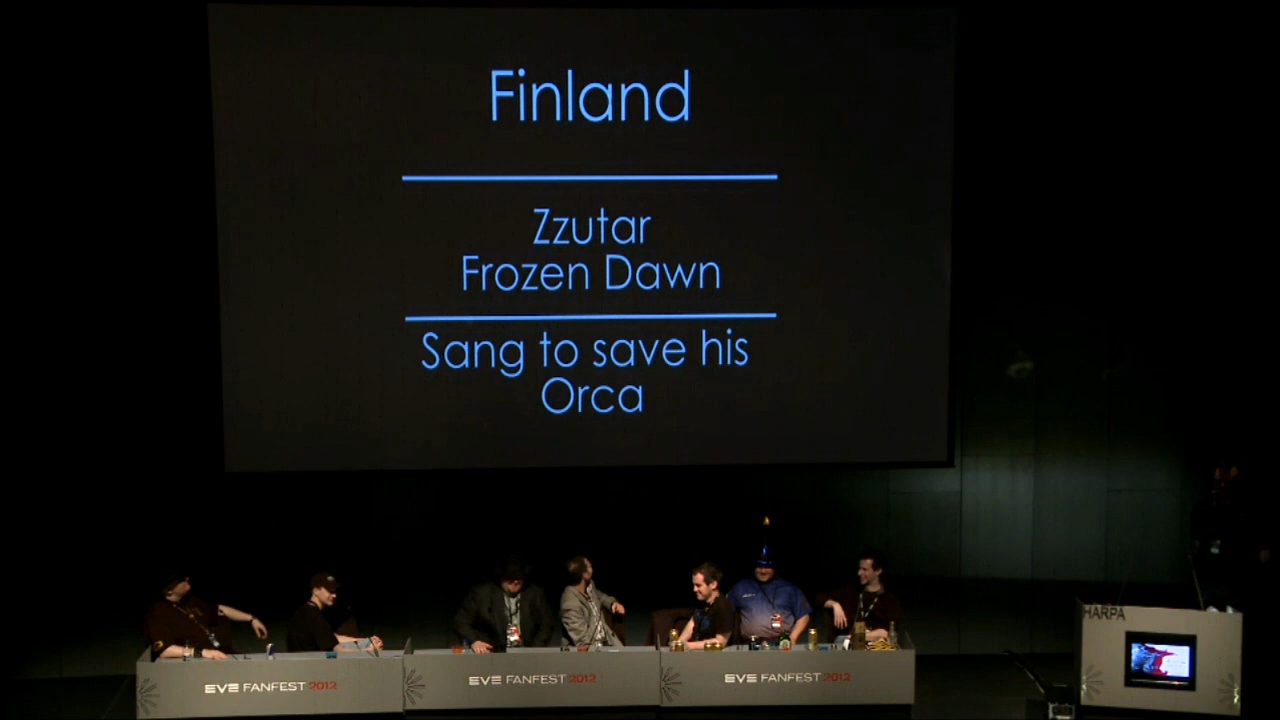 Finland
Zzutar
Frozen Dawn
Sang to save his
Orca
EVE FANFEST 2012
EVE FANFEST 2012
EVE FANFEST 2012
HARPA